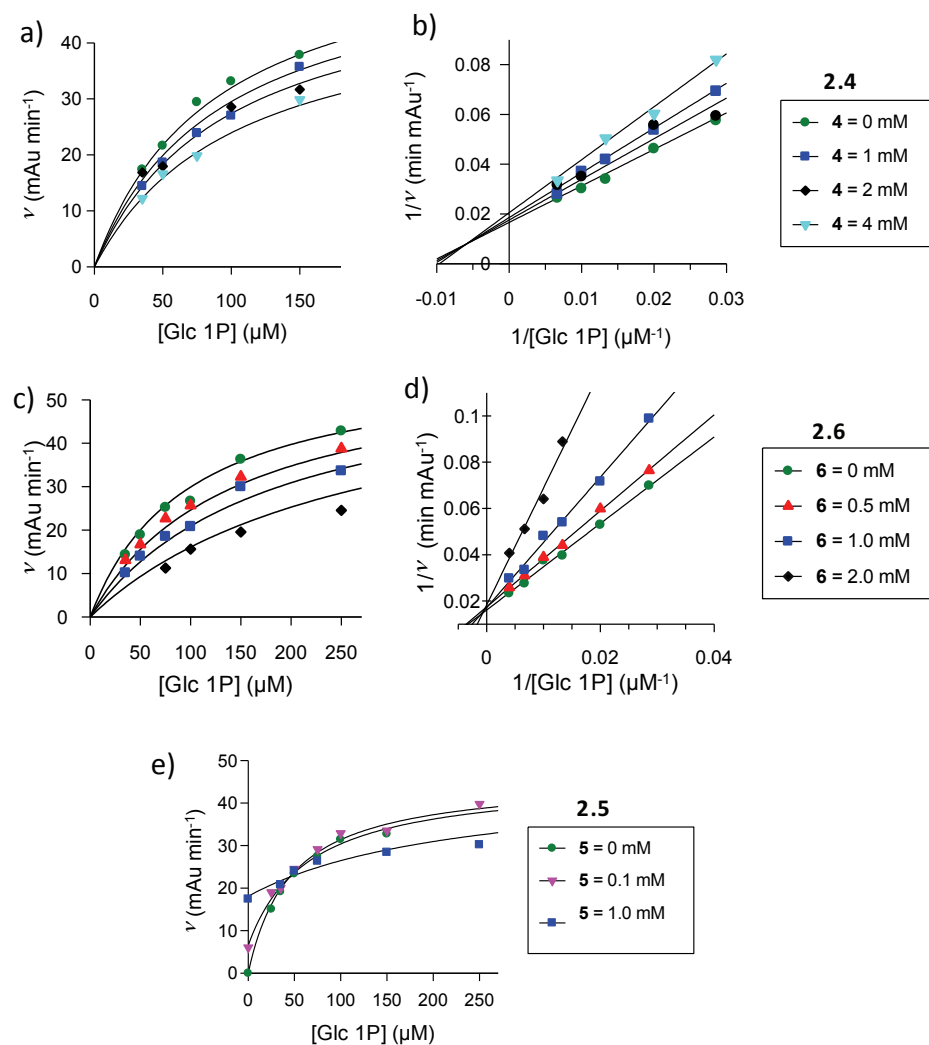 a)
ν (mAu min⁻¹)
40
30
20
10
0
0 50 100 150
[Glc 1P] (μM)
b)
1/ν (min mAu⁻¹)
0.08
0.06
0.04
0.02
0
-0.01 0 0.01 0.02 0.03
1/[Glc 1P] (μM⁻¹)
2.4
4 = 0 mM
4 = 1 mM
4 = 2 mM
4 = 4 mM
c)
ν (mAu min⁻¹)
50
40
30
20
10
0
0 50 100 150 200 250
[Glc 1P] (μM)
d)
1/ν (min mAu⁻¹)
0.1
0.08
0.06
0.04
0.02
0 0.02 0.04
1/[Glc 1P] (μM⁻¹)
2.6
6 = 0 mM
6 = 0.5 mM
6 = 1.0 mM
6 = 2.0 mM
e)
ν (mAu min⁻¹)
50
40
30
20
10
0
0 50 100 150 200 250
[Glc 1P] (μM)
2.5
5 = 0 mM
5 = 0.1 mM
5 = 1.0 mM